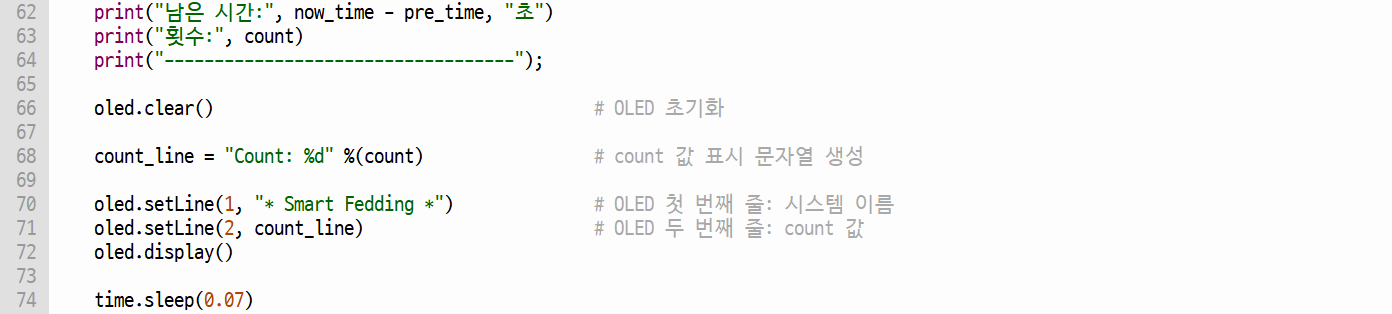 62 print("남은 시간:", now_time - pre_time, "초")
63 print("횟수:", count)
64 print("-----------------------------------");
65
66 oled.clear() # OLED 초기화
67
68 count_line = "Count: %d" %(count) # count 값 표시 문자열 생성
69
70 oled.setLine(1, "* Smart Fedding *") # OLED 첫 번째 줄: 시스템 이름
71 oled.setLine(2, count_line) # OLED 두 번째 줄: count 값
72 oled.display()
73
74 time.sleep(0.07)